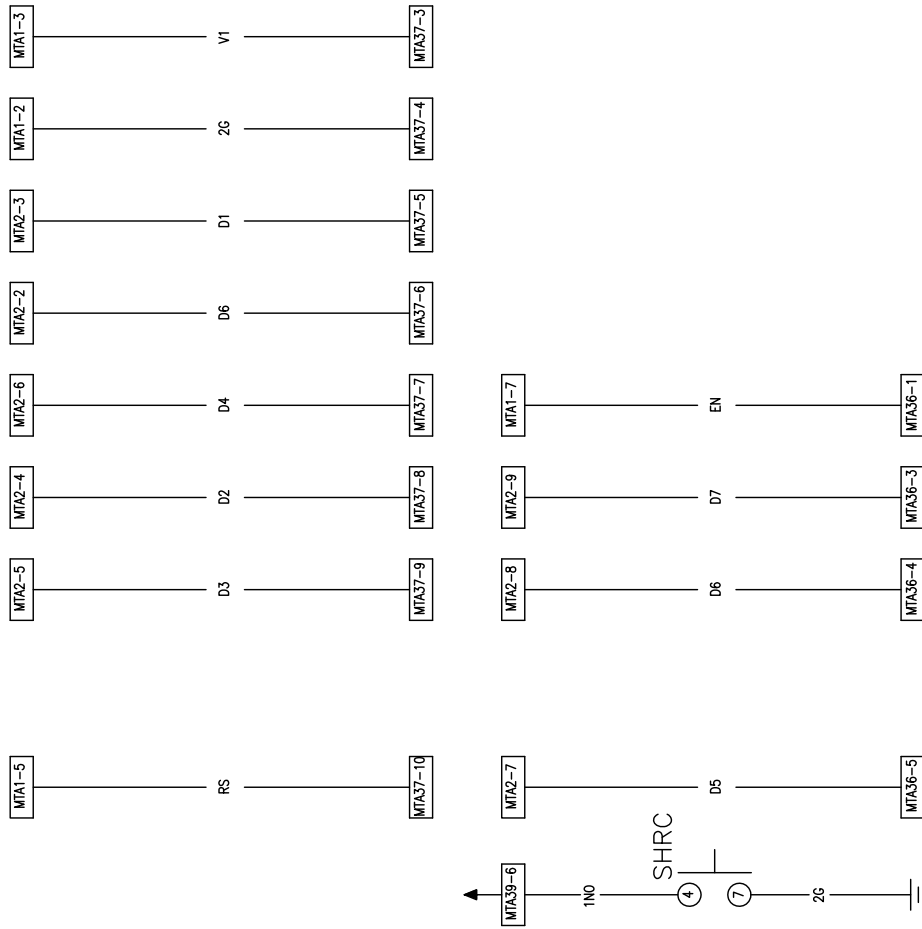 MTA1-3
V1
MTA37-3
MTA1-2
2G
MTA37-4
MTA2-3
D1
MTA37-5
MTA2-2
D6
MTA37-6
MTA2-6
D4
MTA37-7
MTA1-7
EN
MTA36-1
MTA2-4
D2
MTA37-8
MTA2-9
D7
MTA36-3
MTA2-5
D3
MTA37-9
MTA2-8
D6
MTA36-4
MTA1-5
RS
MTA37-10
MTA2-7
D5
MTA36-5
MTA39-6
1NO
SHRC
4
7
2G